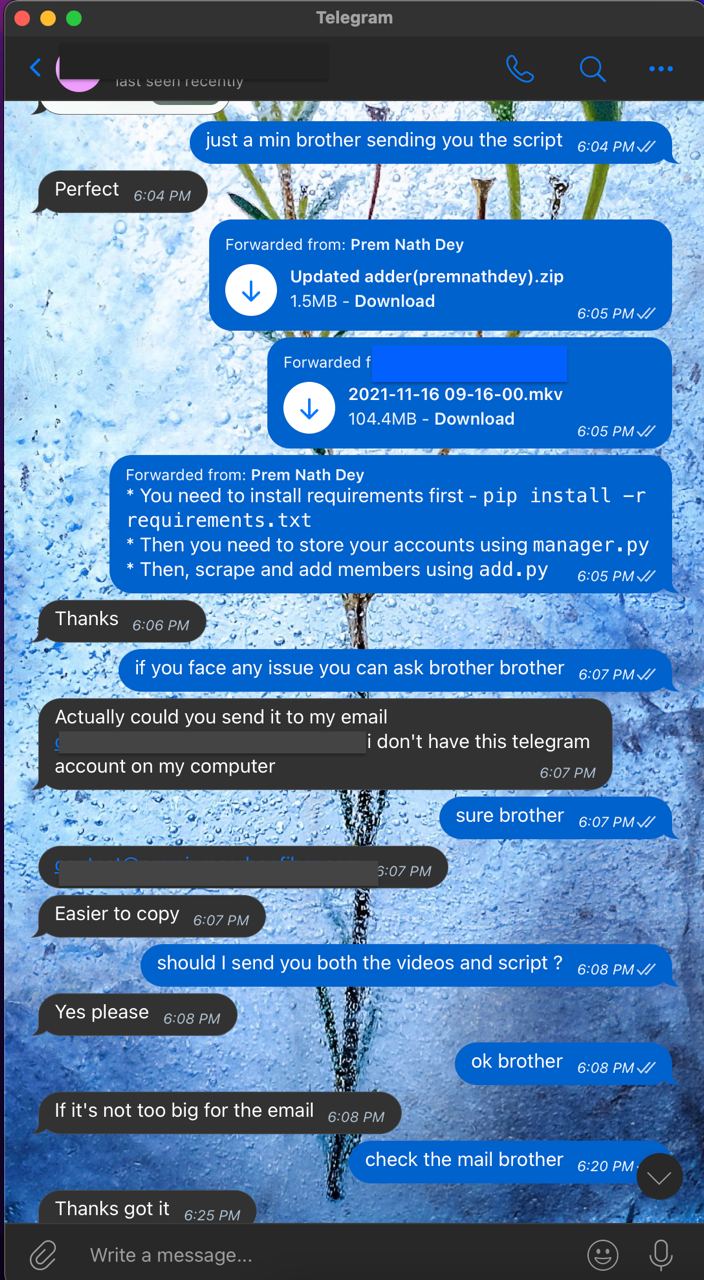 Telegram
last seen recently
just a min brother sending you the script 6:04 PM
Perfect 6:04 PM
Forwarded from: Prem Nath Dey
Updated adder(premnathdey).zip
1.5MB - Download
6:05 PM
Forwarded f
2021-11-16 09-16-00.mkv
104.4MB - Download
6:05 PM
Forwarded from: Prem Nath Dey
* You need to install requirements first - pip install -r
requirements.txt
* Then you need to store your accounts using manager.py
* Then, scrape and add members using add.py 6:05 PM
Thanks 6:06 PM
if you face any issue you can ask brother brother 6:07 PM
Actually could you send it to my email
i don't have this telegram
account on my computer 6:07 PM
sure brother 6:07 PM
6:07 PM
Easier to copy 6:07 PM
should I send you both the videos and script ? 6:08 PM
Yes please 6:08 PM
ok brother 6:08 PM
If it's not too big for the email 6:08 PM
check the mail brother 6:20 PM
Thanks got it 6:25 PM
Write a message...